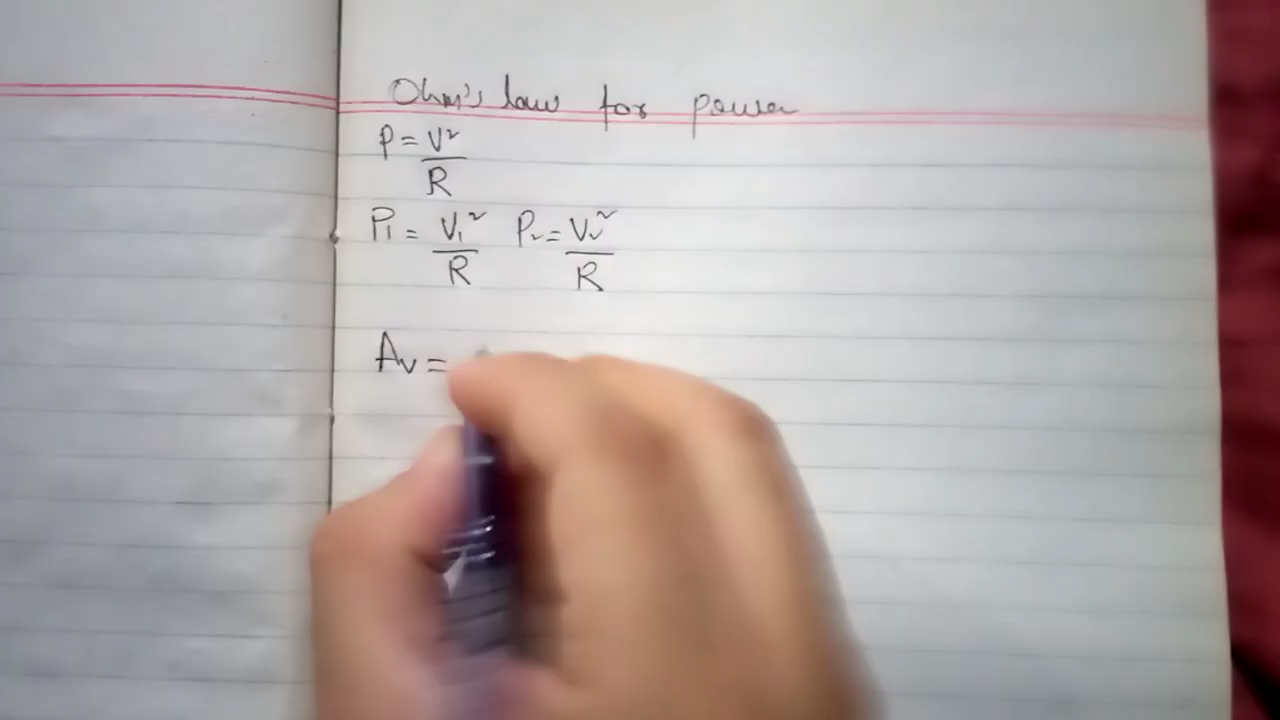 Ohm's law for power
P = V²/R
P₁ = V₁²/R P₂ = V₂²/R
Av =